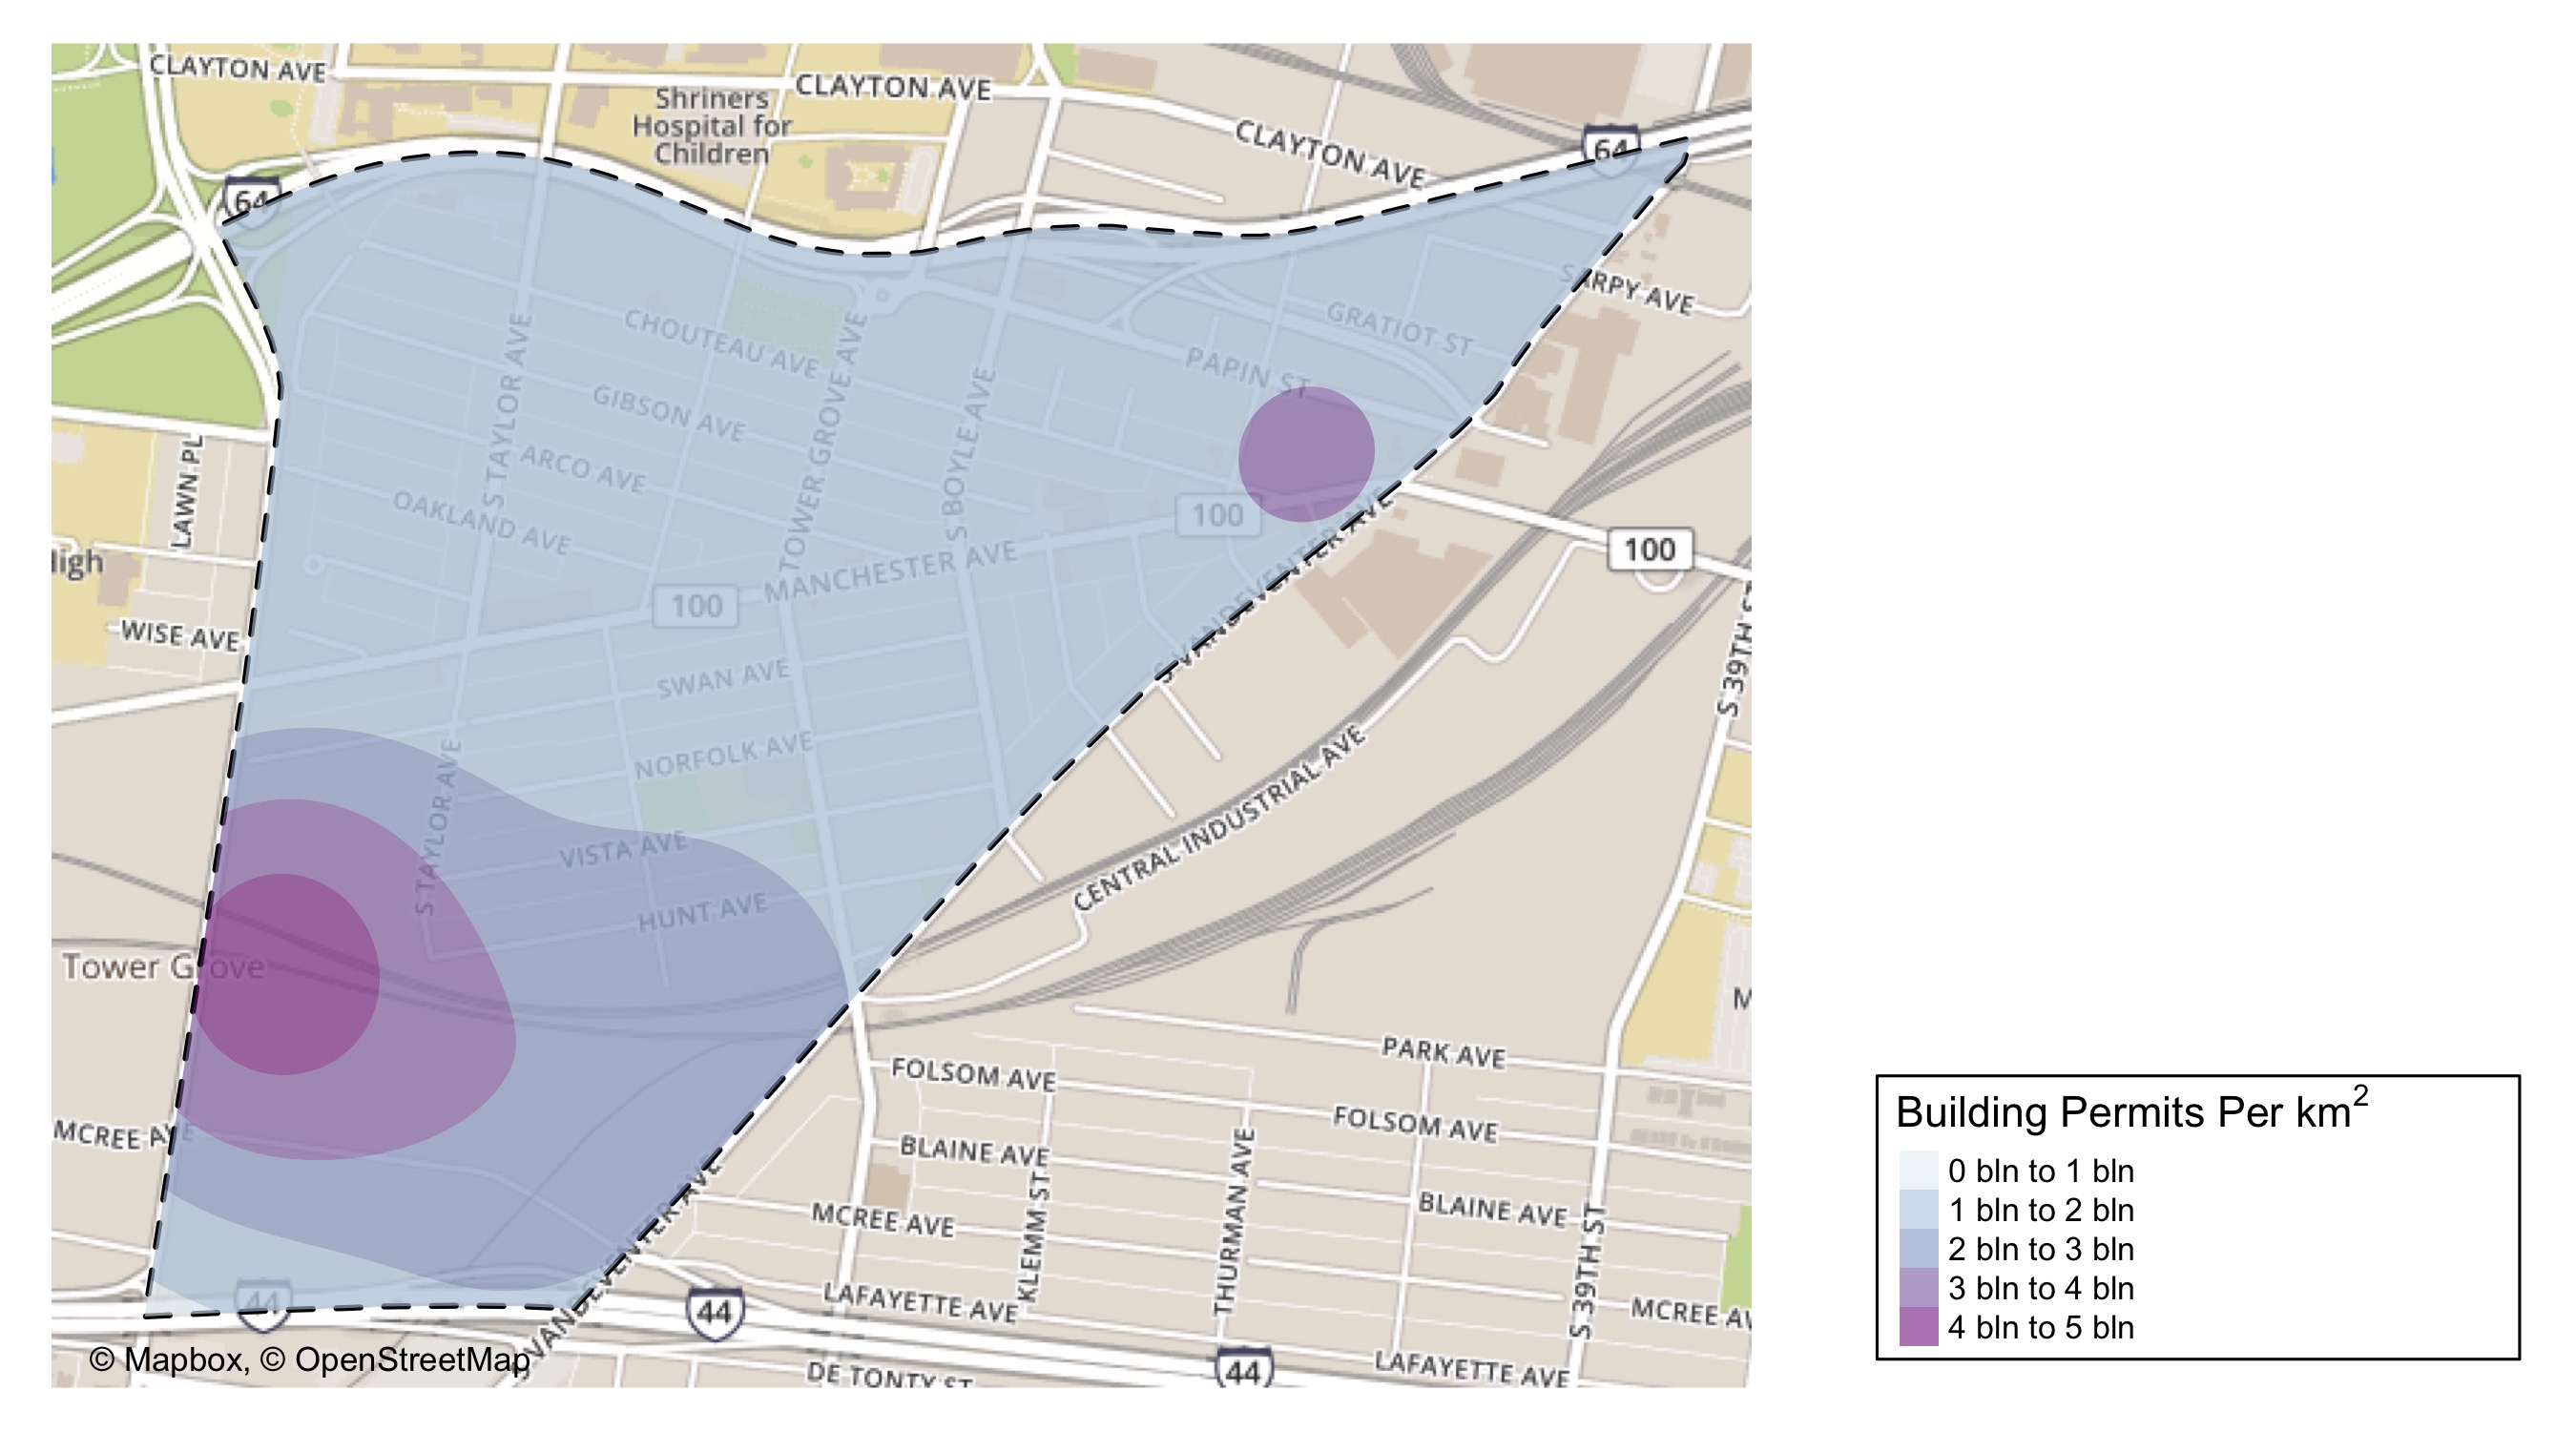 CLAYTON AVE
CLAYTON AVE
Shriners
Hospital for
Children
CLAYTON AVE
64
64
SARPY AVE
CHOUTEAU AVE
GRATIOT ST
PAPIN ST
S TAYLOR AVE
TOWER GROVE AVE
S BOYLE AVE
GIBSON AVE
ARCO AVE
OAKLAND AVE
LAWN PL
100
100
MANCHESTER AVE
100
S VANDEVENTER AVE
WISE AVE
SWAN AVE
S 39TH ST
NORFOLK AVE
S TAYLOR AVE
VISTA AVE
CENTRAL INDUSTRIAL AVE
HUNT AVE
Tower Grove
M
PARK AVE
FOLSOM AVE
FOLSOM AVE
MCREE AVE
BLAINE AVE
BLAINE AVE
KLEMM ST
THURMAN AVE
S 39TH ST
MCREE AVE
S VANDEVENTER AVE
LAFAYETTE AVE
MCREE AV
44
44
44
LAFAYETTE AVE
DE TONTY ST
© Mapbox, © OpenStreetMap
Building Permits Per km²
0 bln to 1 bln
1 bln to 2 bln
2 bln to 3 bln
3 bln to 4 bln
4 bln to 5 bln